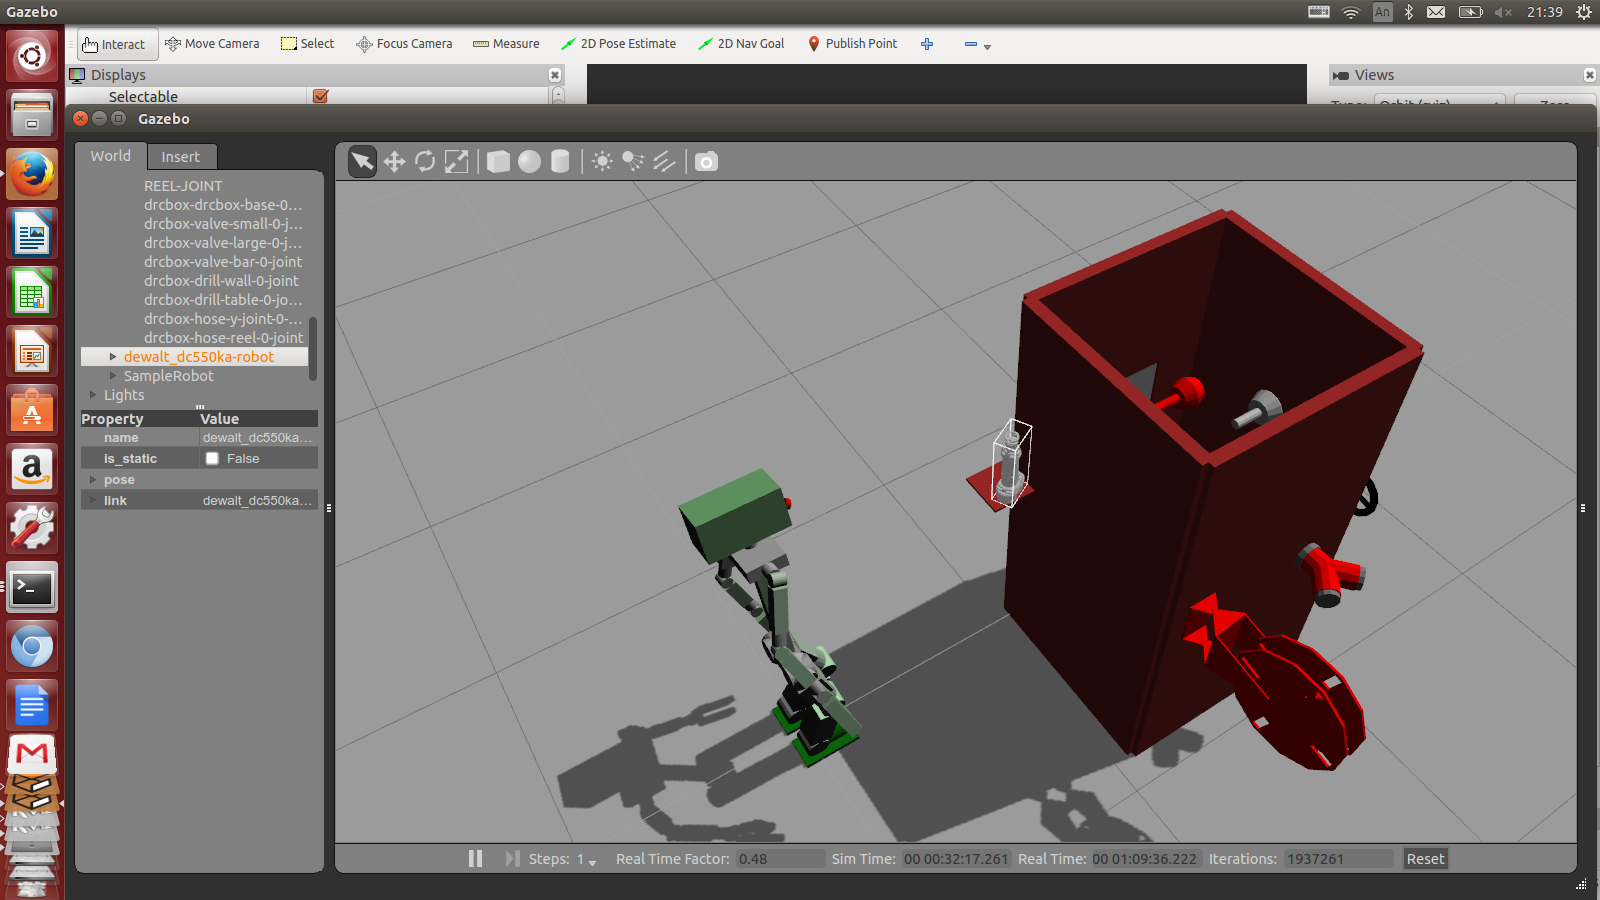 Gazebo
An
21:39
Interact
Move Camera
Select
Focus Camera
Measure
2D Pose Estimate
2D Nav Goal
Publish Point
Displays
Views
Selectable
Gazebo
World
Insert
REEL-JOINT
drcbox-drcbox-base-0...
drcbox-valve-small-0-j...
drcbox-valve-large-0-j...
drcbox-valve-bar-0-joint
drcbox-drill-wall-0-joint
drcbox-drill-table-0-jo...
drcbox-hose-y-joint-0-...
drcbox-hose-reel-0-joint
dewalt_dc550ka-robot
SampleRobot
Lights
Property Value
name dewalt_dc550ka...
is_static False
pose
link dewalt_dc550ka...
Steps: 1
Real Time Factor: 0.48
Sim Time: 00 00:32:17.261
Real Time: 00 01:09:36.222
Iterations: 1937261
Reset